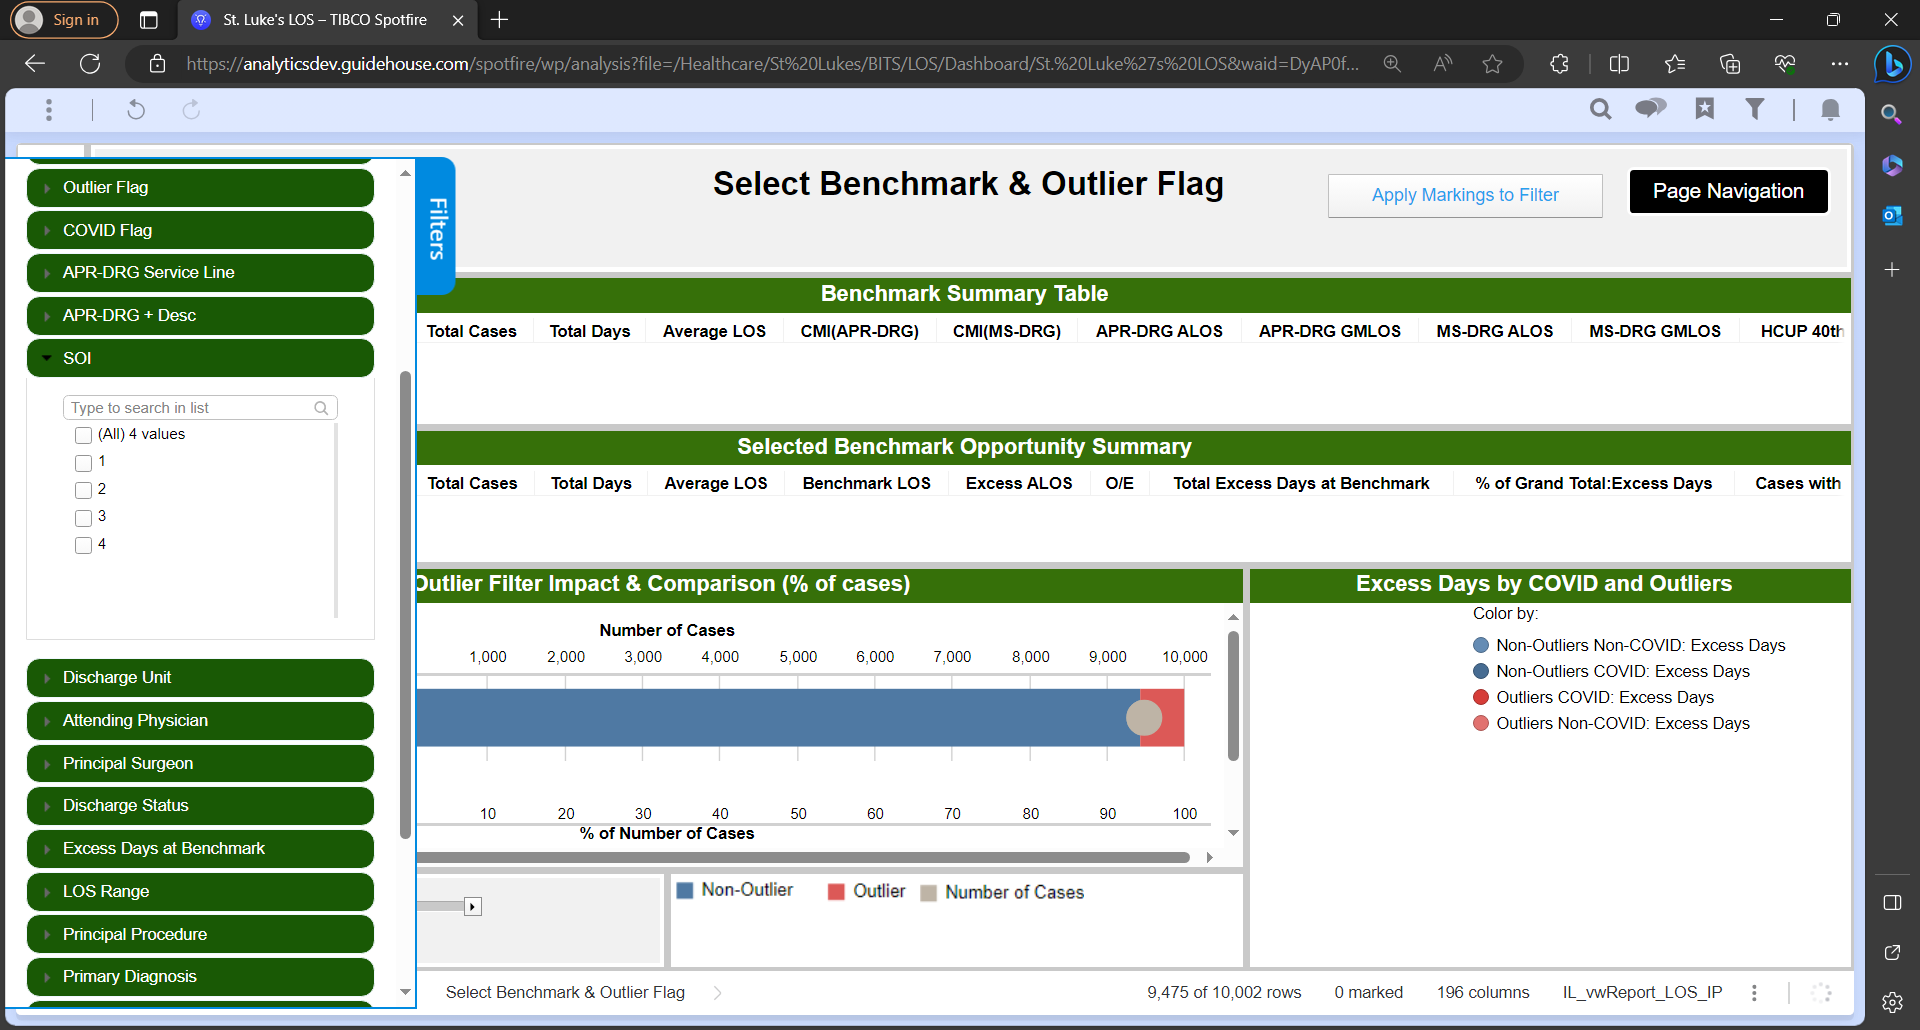 Sign in
St. Luke's LOS – TIBCO Spotfire
https://analyticsdev.guidehouse.com/spotfire/wp/analysis?file=/Healthcare/St%20Lukes/BITS/LOS/Dashboard/St.%20Luke%27s%20LOS&waid=DyAP0f...
Select Benchmark & Outlier Flag
Apply Markings to Filter
Page Navigation
Filters
Outlier Flag
COVID Flag
APR-DRG Service Line
APR-DRG + Desc
SOI
Type to search in list
(All) 4 values
1
2
3
4
Discharge Unit
Attending Physician
Principal Surgeon
Discharge Status
Excess Days at Benchmark
LOS Range
Principal Procedure
Primary Diagnosis
Benchmark Summary Table
Total Cases Total Days Average LOS CMI(APR-DRG) CMI(MS-DRG) APR-DRG ALOS APR-DRG GMLOS MS-DRG ALOS MS-DRG GMLOS HCUP 40th
Selected Benchmark Opportunity Summary
Total Cases Total Days Average LOS Benchmark LOS Excess ALOS O/E Total Excess Days at Benchmark % of Grand Total:Excess Days Cases with
Outlier Filter Impact & Comparison (% of cases)
Number of Cases
1,000 2,000 3,000 4,000 5,000 6,000 7,000 8,000 9,000 10,000
10 20 30 40 50 60 70 80 90 100
% of Number of Cases
Non-Outlier Outlier Number of Cases
Excess Days by COVID and Outliers
Color by:
Non-Outliers Non-COVID: Excess Days
Non-Outliers COVID: Excess Days
Outliers COVID: Excess Days
Outliers Non-COVID: Excess Days
Select Benchmark & Outlier Flag
9,475 of 10,002 rows 0 marked 196 columns IL_vwReport_LOS_IP